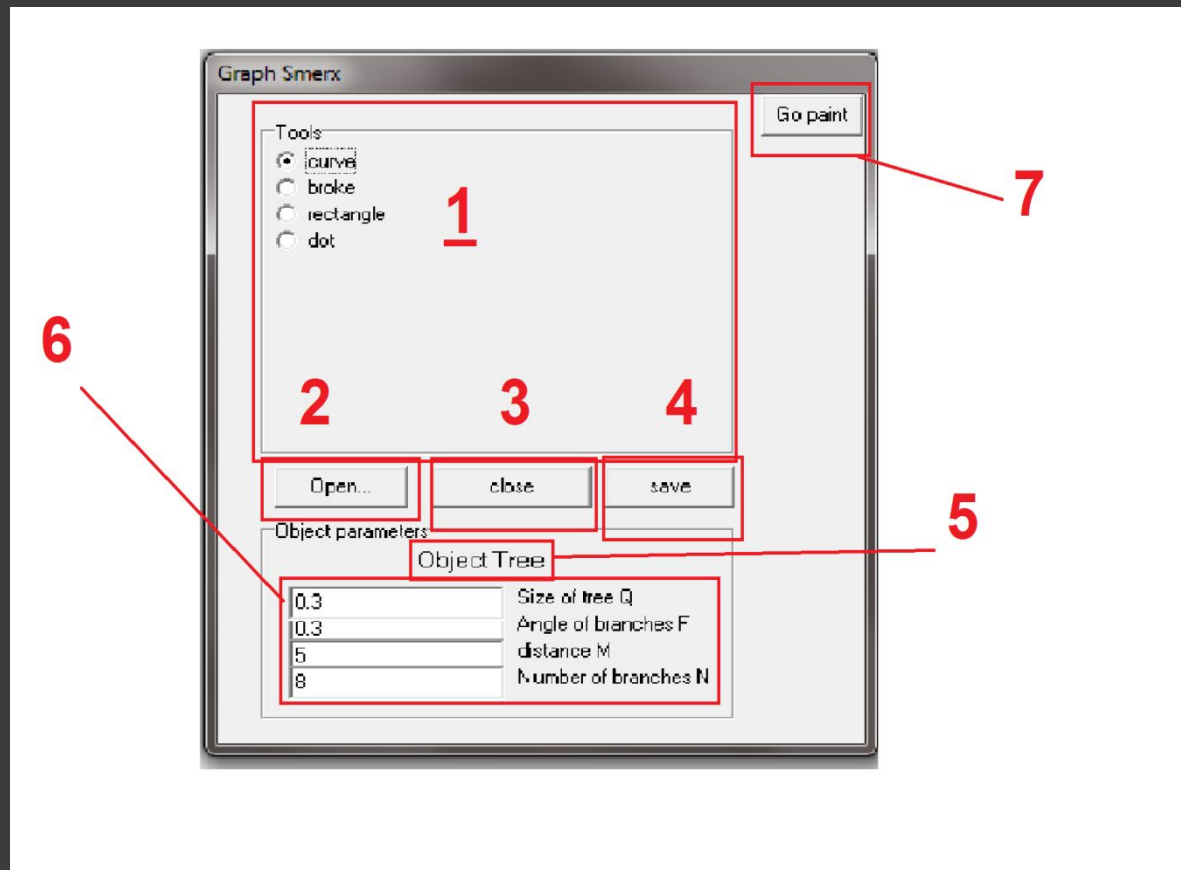 Graph Smerx
Go paint
Tools
curve
broke
rectangle
dot
1
7
6
2
3
4
Open...
close
save
5
Object parameters
Object Tree
0.3 Size of tree Q
0.3 Angle of branches F
5 distance M
8 Number of branches N